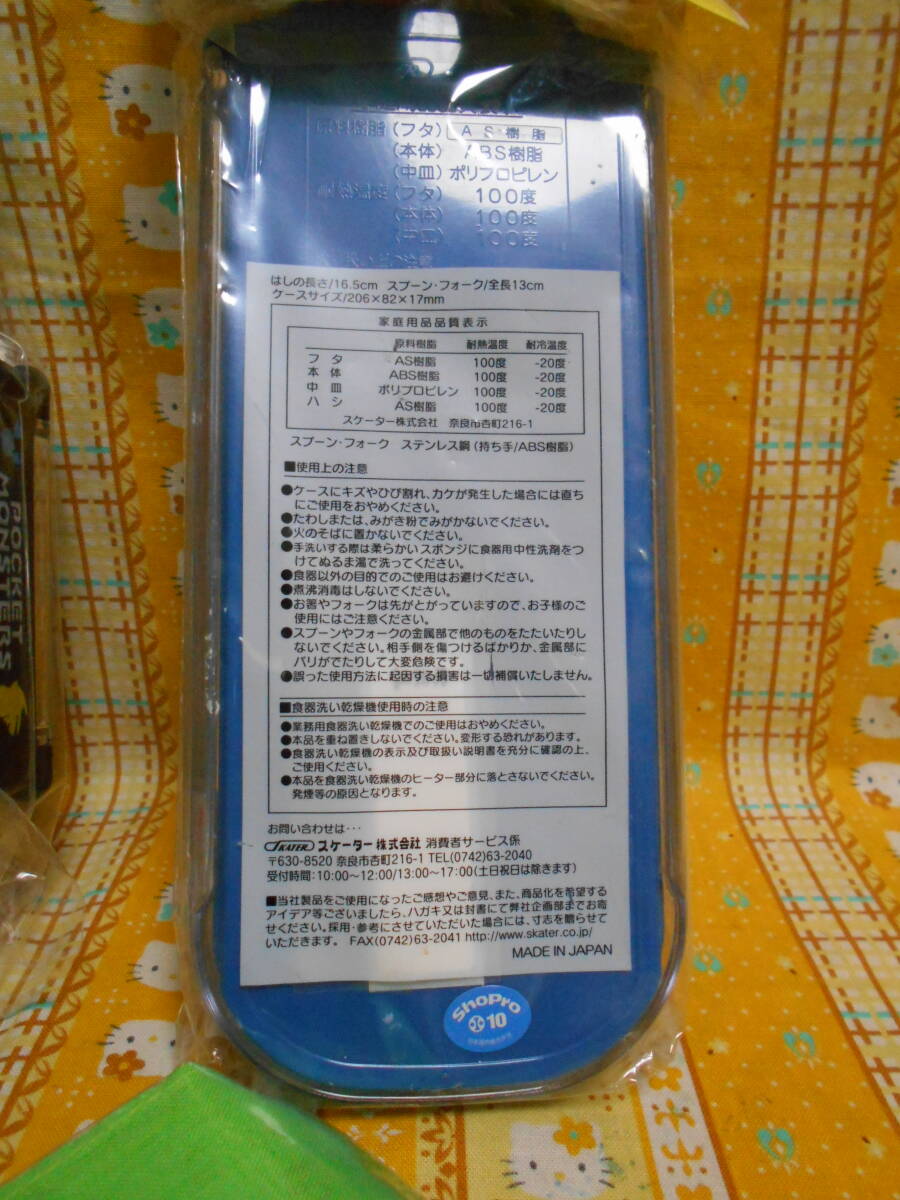 原料樹脂 (フタ) AS樹脂
(本体) ABS樹脂
(中皿) ポリプロピレン
耐熱温度 (フタ) 100度
(本体) 100度
(中皿) 100度
はしの長さ/16.5cm スプーン・フォーク/全長13cm
ケースサイズ/206×82×17mm
家庭用品品質表示
原料樹脂 耐熱温度 耐冷温度
フタ AS樹脂 100度 -20度
本体 ABS樹脂 100度 -20度
中皿 ポリプロピレン 100度 -20度
ハシ AS樹脂 100度 -20度
スケーター株式会社 奈良市杏町216-1
スプーン・フォーク ステンレス鋼(持ち手/ABS樹脂)
■使用上の注意
●ケースにキズやひび割れ、カケが発生した場合には直ち
にご使用をおやめください。
●たわしまたは、みがき粉でみがかないでください。
●火のそばに置かないでください。
●手洗いする際は柔らかいスポンジに食器用中性洗剤をつ
けてぬるま湯で洗ってください。
●食器以外の目的でのご使用はお避けください。
●煮沸消毒はしないでください。
●お箸やフォークは先がとがっていますので、お子様のご
使用にはご注意ください。
●スプーンやフォークの金属部で他のものをたたいたりし
ないでください。相手側を傷つけるばかりか、金属部に
バリがでたりして大変危険です。
●誤った使用方法に起因する損害は一切補償いたしません。
■食器洗い乾燥機使用時の注意
●業務用食器洗い乾燥機でのご使用はおやめください。
●本品を重ね置きしないでください。変形する恐れがあります。
●食器洗い乾燥機の表示及び取扱い説明書を充分に確認の上、
ご使用ください。
●本品を食器洗い乾燥機のヒーター部分に落とさないでください。
発煙等の原因となります。
お問い合わせは・・・
SKATER スケーター株式会社 消費者サービス係
〒630-8520 奈良市杏町216-1 TEL(0742)63-2040
受付時間:10:00~12:00/13:00~17:00(土日祝日は除きます)
■当社製品をご使用になったご感想やご意見、また、商品化を希望する
アイデア等ございましたら、ハガキ又は封書にて弊社企画部までお寄
せください。採用・参考にさせていただいた場合には、寸志を贈らせて
いただきます。 FAX(0742)63-2041 http://www.skater.co.jp/
MADE IN JAPAN
ShoPro
10
POCKET
MONSTERS